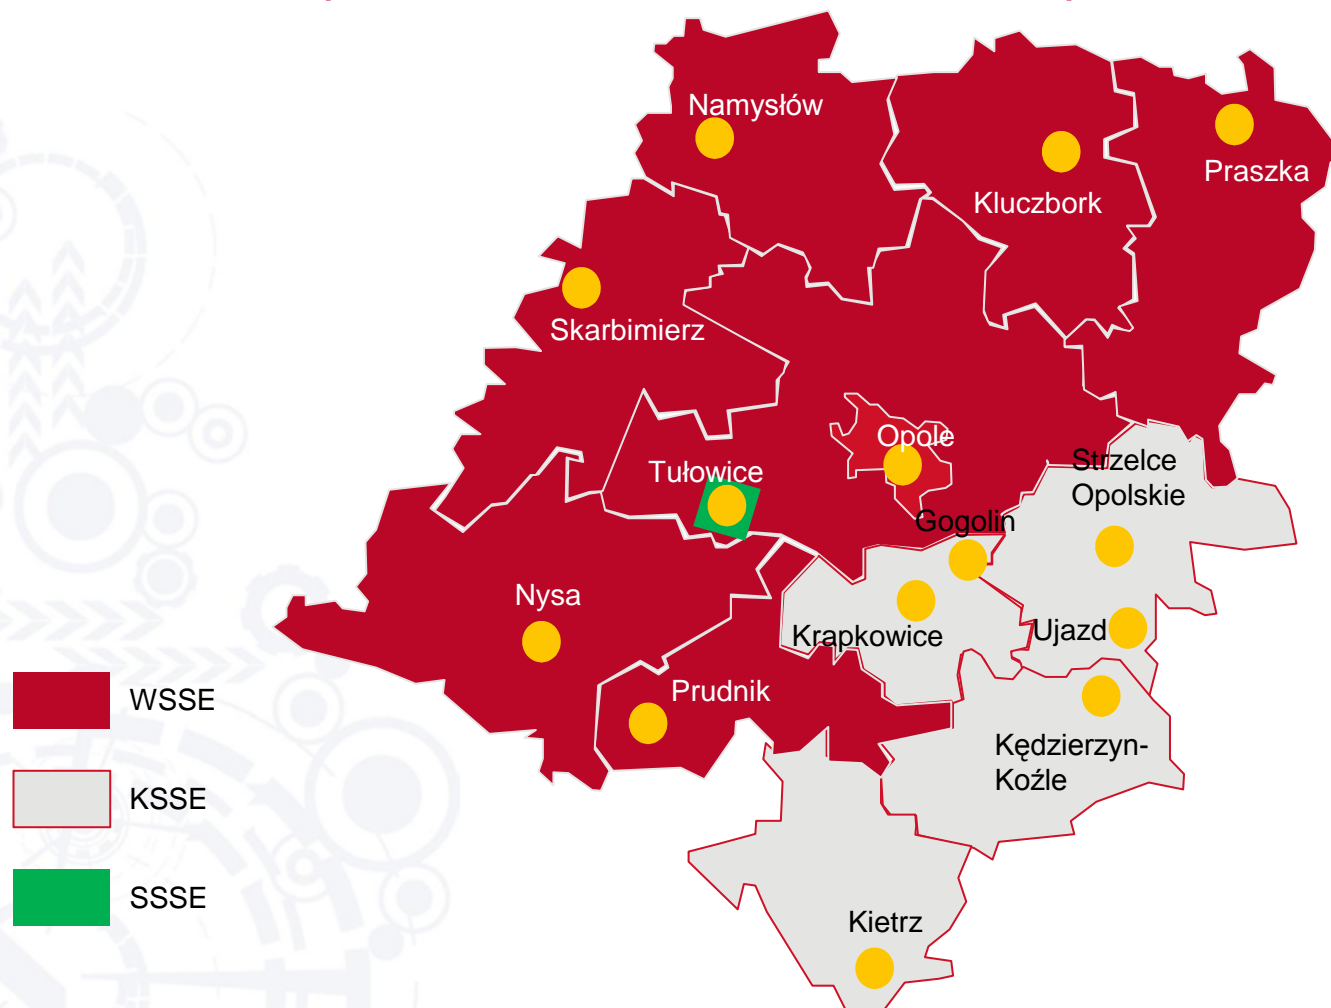 Namysłów
Praszka
Kluczbork
Skarbimierz
Opole
Strzelce
Opolskie
Tułowice
Gogolin
Nysa
Krapkowice
Ujazd
Prudnik
Kędzierzyn-
Koźle
Kietrz
WSSE
KSSE
SSSE